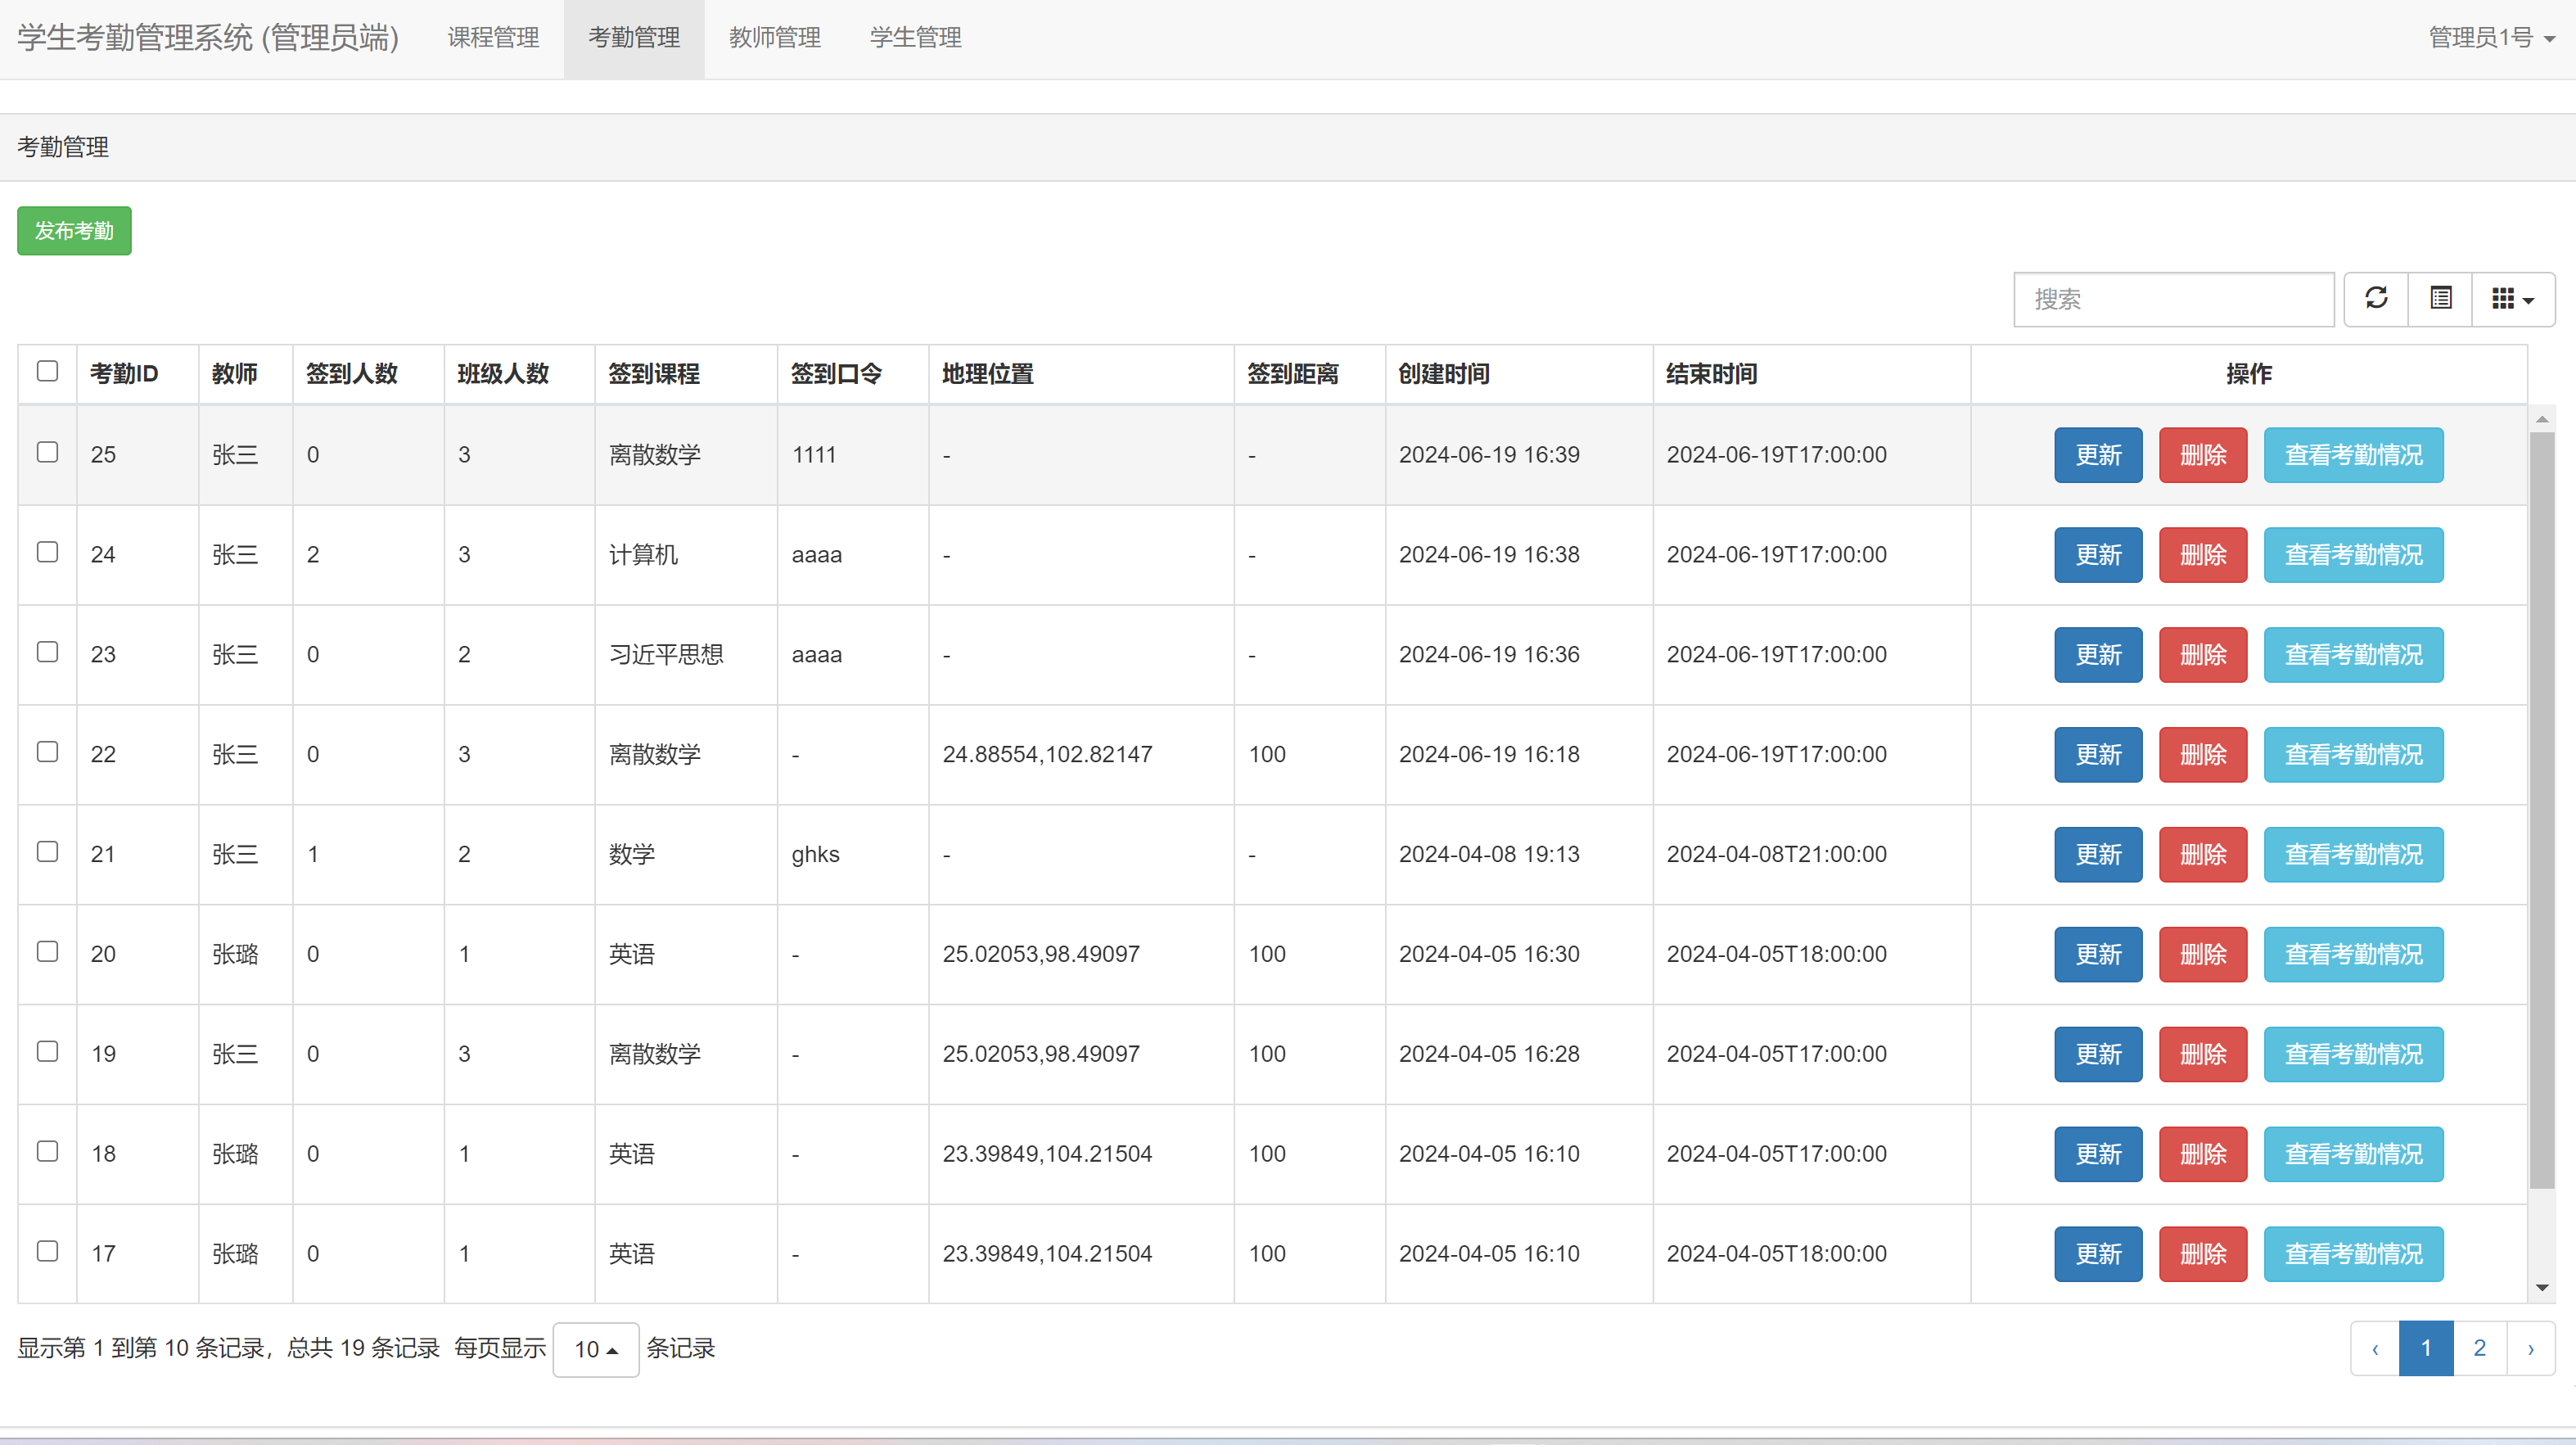 学生考勤管理系统 (管理员端) 课程管理 考勤管理 教师管理 学生管理 管理员1号
考勤管理
发布考勤
搜索
考勤ID 教师 签到人数 班级人数 签到课程 签到口令 地理位置 签到距离 创建时间 结束时间 操作
25 张三 0 3 离散数学 1111 - - 2024-06-19 16:39 2024-06-19T17:00:00 更新 删除 查看考勤情况
24 张三 2 3 计算机 aaaa - - 2024-06-19 16:38 2024-06-19T17:00:00 更新 删除 查看考勤情况
23 张三 0 2 习近平思想 aaaa - - 2024-06-19 16:36 2024-06-19T17:00:00 更新 删除 查看考勤情况
22 张三 0 3 离散数学 - 24.88554,102.82147 100 2024-06-19 16:18 2024-06-19T17:00:00 更新 删除 查看考勤情况
21 张三 1 2 数学 ghks - - 2024-04-08 19:13 2024-04-08T21:00:00 更新 删除 查看考勤情况
20 张璐 0 1 英语 - 25.02053,98.49097 100 2024-04-05 16:30 2024-04-05T18:00:00 更新 删除 查看考勤情况
19 张三 0 3 离散数学 - 25.02053,98.49097 100 2024-04-05 16:28 2024-04-05T17:00:00 更新 删除 查看考勤情况
18 张璐 0 1 英语 - 23.39849,104.21504 100 2024-04-05 16:10 2024-04-05T17:00:00 更新 删除 查看考勤情况
17 张璐 0 1 英语 - 23.39849,104.21504 100 2024-04-05 16:10 2024-04-05T18:00:00 更新 删除 查看考勤情况
显示第 1 到第 10 条记录，总共 19 条记录 每页显示 10 条记录 ‹ 1 2 ›